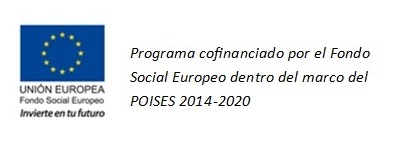 Programa cofinanciado por el Fondo
Social Europeo dentro del marco del
POISES 2014-2020
UNIÓN EUROPEA
Fondo Social Europeo
Invierte en tu futuro